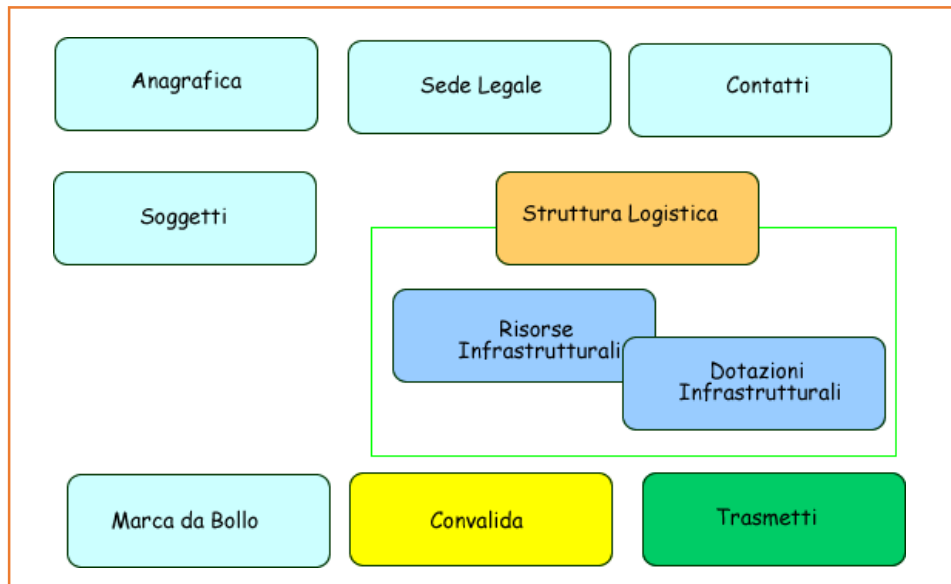 Anagrafica
Sede Legale
Contatti
Soggetti
Struttura Logistica
Risorse
Infrastrutturali
Dotazioni
Infrastrutturali
Marca da Bollo
Convalida
Trasmetti